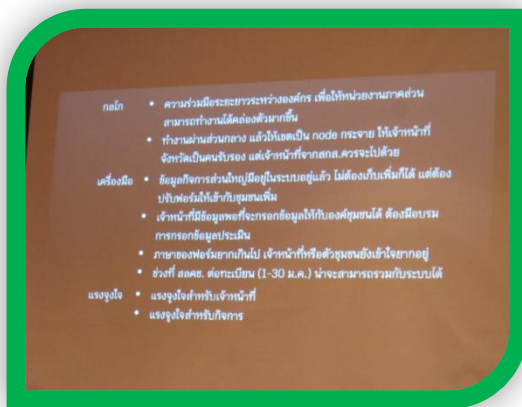 กลไก • ความร่วมมือระยะยาวระหว่างองค์กร เพื่อให้หน่วยงานภาคส่วน
สามารถทำงานได้คล่องตัวมากขึ้น
• ทำงานผ่านส่วนกลาง แล้วให้เขตเป็น node กระจาย ให้เจ้าหน้าที่
จังหวัดเป็นคนรับรอง แต่เจ้าหน้าที่จากสกส.ควรจะไปด้วย
เครื่องมือ • ข้อมูลกิจการส่วนใหญ่มีอยู่ในระบบอยู่แล้ว ไม่ต้องเก็บเพิ่มก็ได้ แต่ต้อง
ปรับฟอร์มให้เข้ากับชุมชนเพิ่ม
• เจ้าหน้าที่มีข้อมูลพอที่จะกรอกข้อมูลให้กับองค์ชุมชนได้ ต้องมีอบรม
การกรอกข้อมูลประเมิน
• ภาษาของฟอร์มยากเกินไป เจ้าหน้าที่หรือตัวชุมชนยังเข้าใจยากอยู่
• ช่วงที่ สลคช. ต่อทะเบียน (1-30 ม.ค.) น่าจะสามารถรวมกับระบบได้
แรงจูงใจ • แรงจูงใจสำหรับเจ้าหน้าที่
• แรงจูงใจสำหรับกิจการ